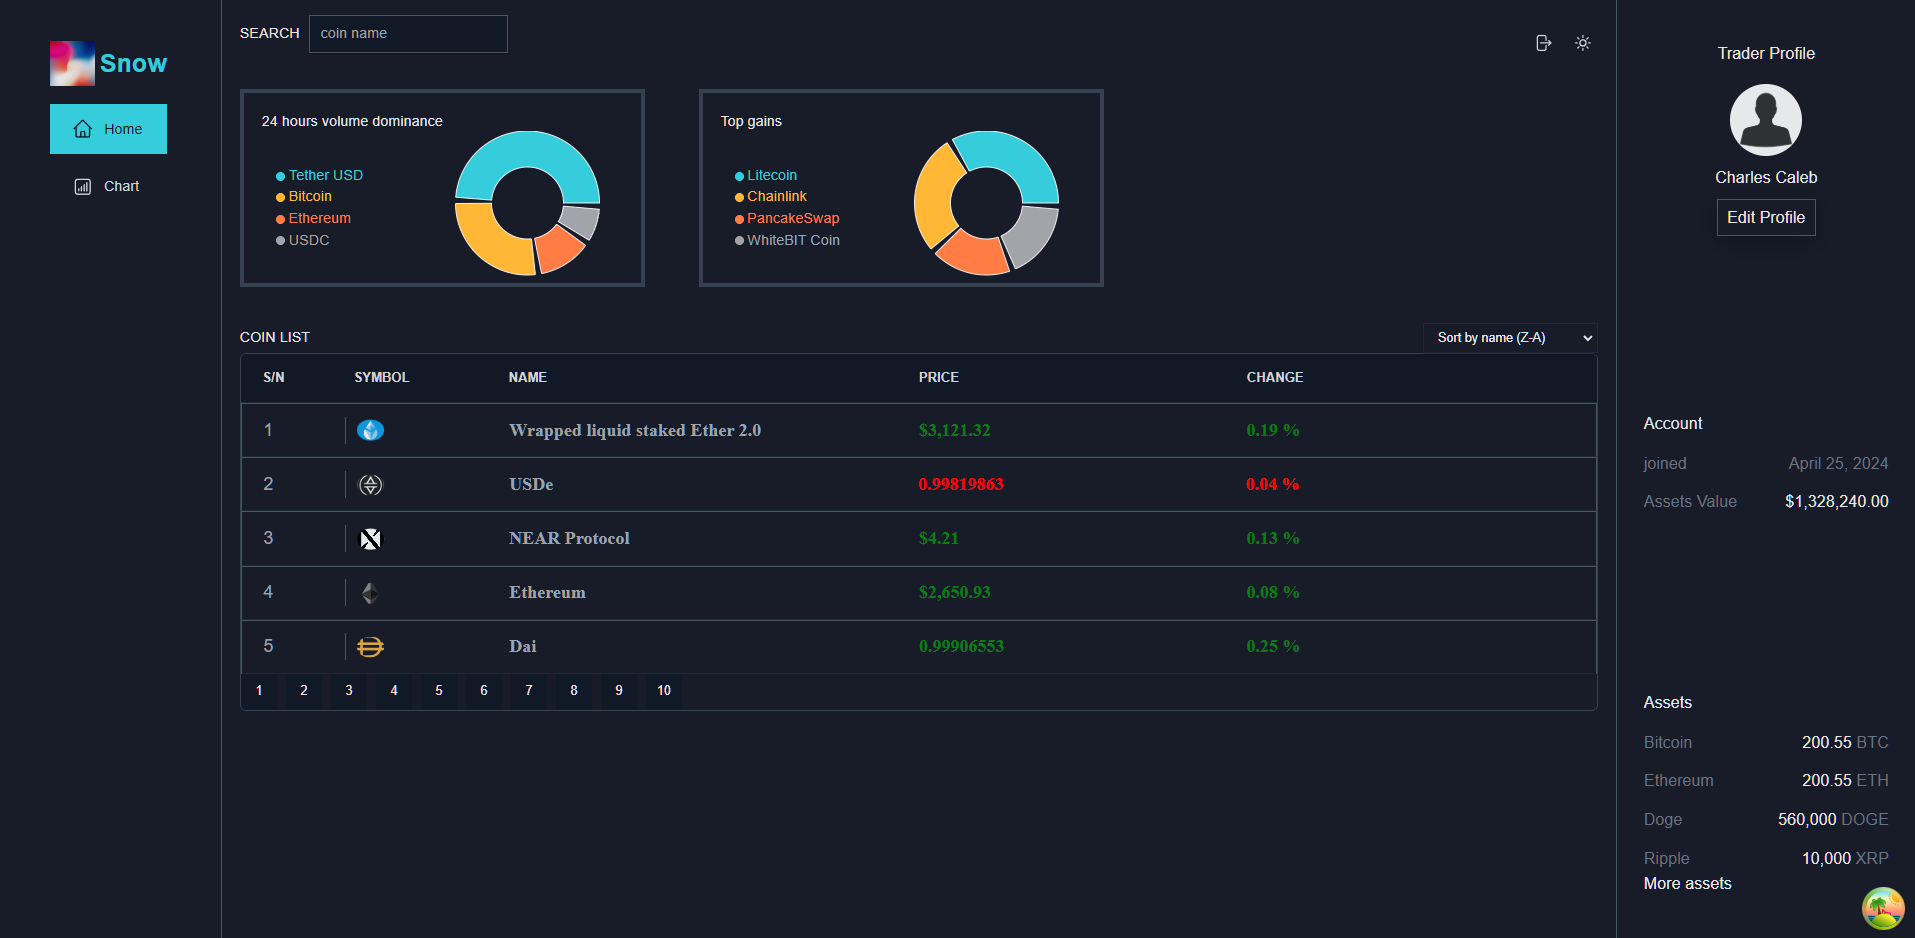 Snow
Home
Chart
SEARCH
coin name
24 hours volume dominance
Tether USD
Bitcoin
Ethereum
USDC
Top gains
Litecoin
Chainlink
PancakeSwap
WhiteBIT Coin
COIN LIST
Sort by name (Z-A)
S/N SYMBOL NAME PRICE CHANGE
1 Wrapped liquid staked Ether 2.0 $3,121.32 0.19 %
2 USDe 0.99819863 0.04 %
3 NEAR Protocol $4.21 0.13 %
4 Ethereum $2,650.93 0.08 %
5 Dai 0.99906553 0.25 %
1 2 3 4 5 6 7 8 9 10
Trader Profile
Charles Caleb
Edit Profile
Account
joined April 25, 2024
Assets Value $1,328,240.00
Assets
Bitcoin 200.55 BTC
Ethereum 200.55 ETH
Doge 560,000 DOGE
Ripple 10,000 XRP
More assets